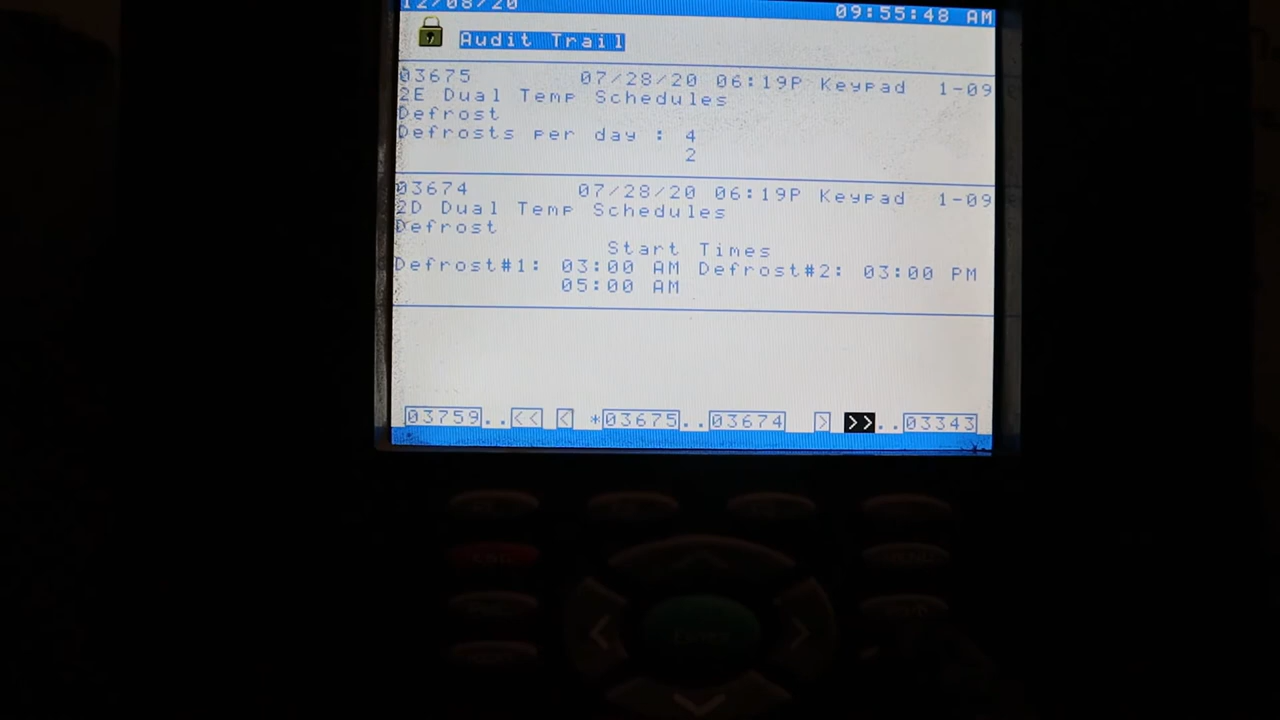 12/08/20 09:55:48 AM
Audit Trail
03675 07/28/20 06:19P Keypad 1-09
2E Dual Temp Schedules
Defrost
Defrosts per day : 4
2
03674 07/28/20 06:19P Keypad 1-09
2D Dual Temp Schedules
Defrost
Start Times
Defrost#1: 03:00 AM Defrost#2: 03:00 PM
05:00 AM
03759..<< < *03675..03674 > >>..03343